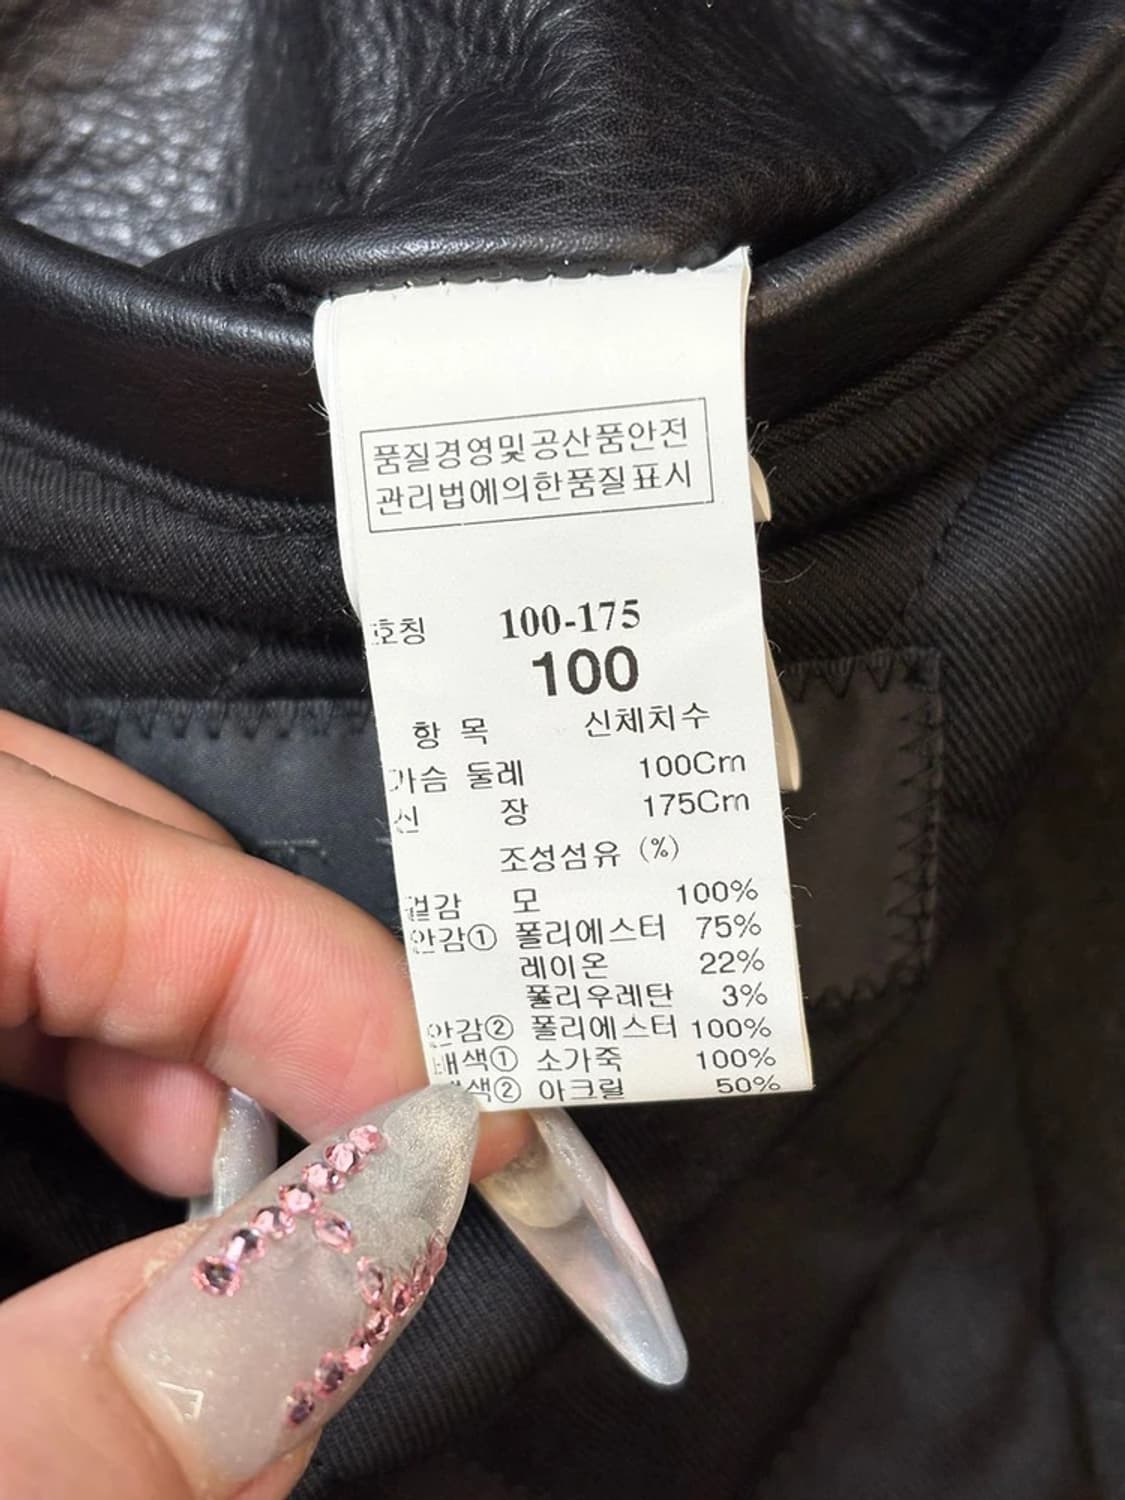 품질경영및공산품안전
관리법에의한품질표시
호칭 100-175
100
항 목 신체치수
가슴 둘레 100Cm
신 장 175Cm
조성섬유 (%)
겉감 모 100%
안감① 폴리에스터 75%
레이온 22%
폴리우레탄 3%
안감② 폴리에스터 100%
배색① 소가죽 100%
배색② 아크릴 50%